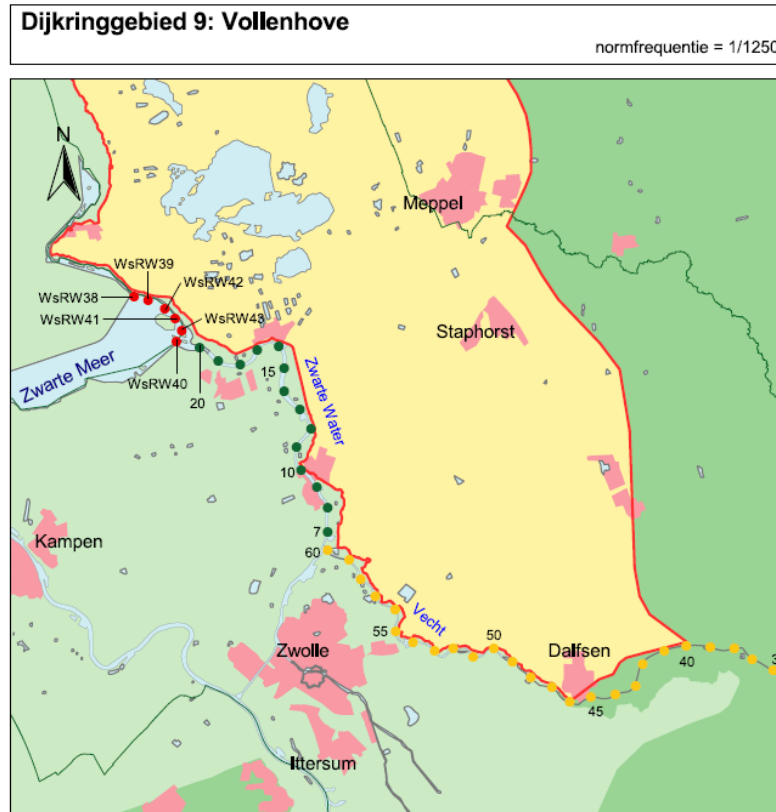 Dijkringgebied 9: Vollenhove
normfrequentie = 1/1250
N
Meppel
WsRW39
WsRW42
WsRW38
WsRW41
WsRW43
Staphorst
Zwarte Meer
WsRW40
20
15
Zwarte Water
10
7
60
Kampen
Vecht
55
50
Zwolle
Dalfsen
40
45
Ittersum